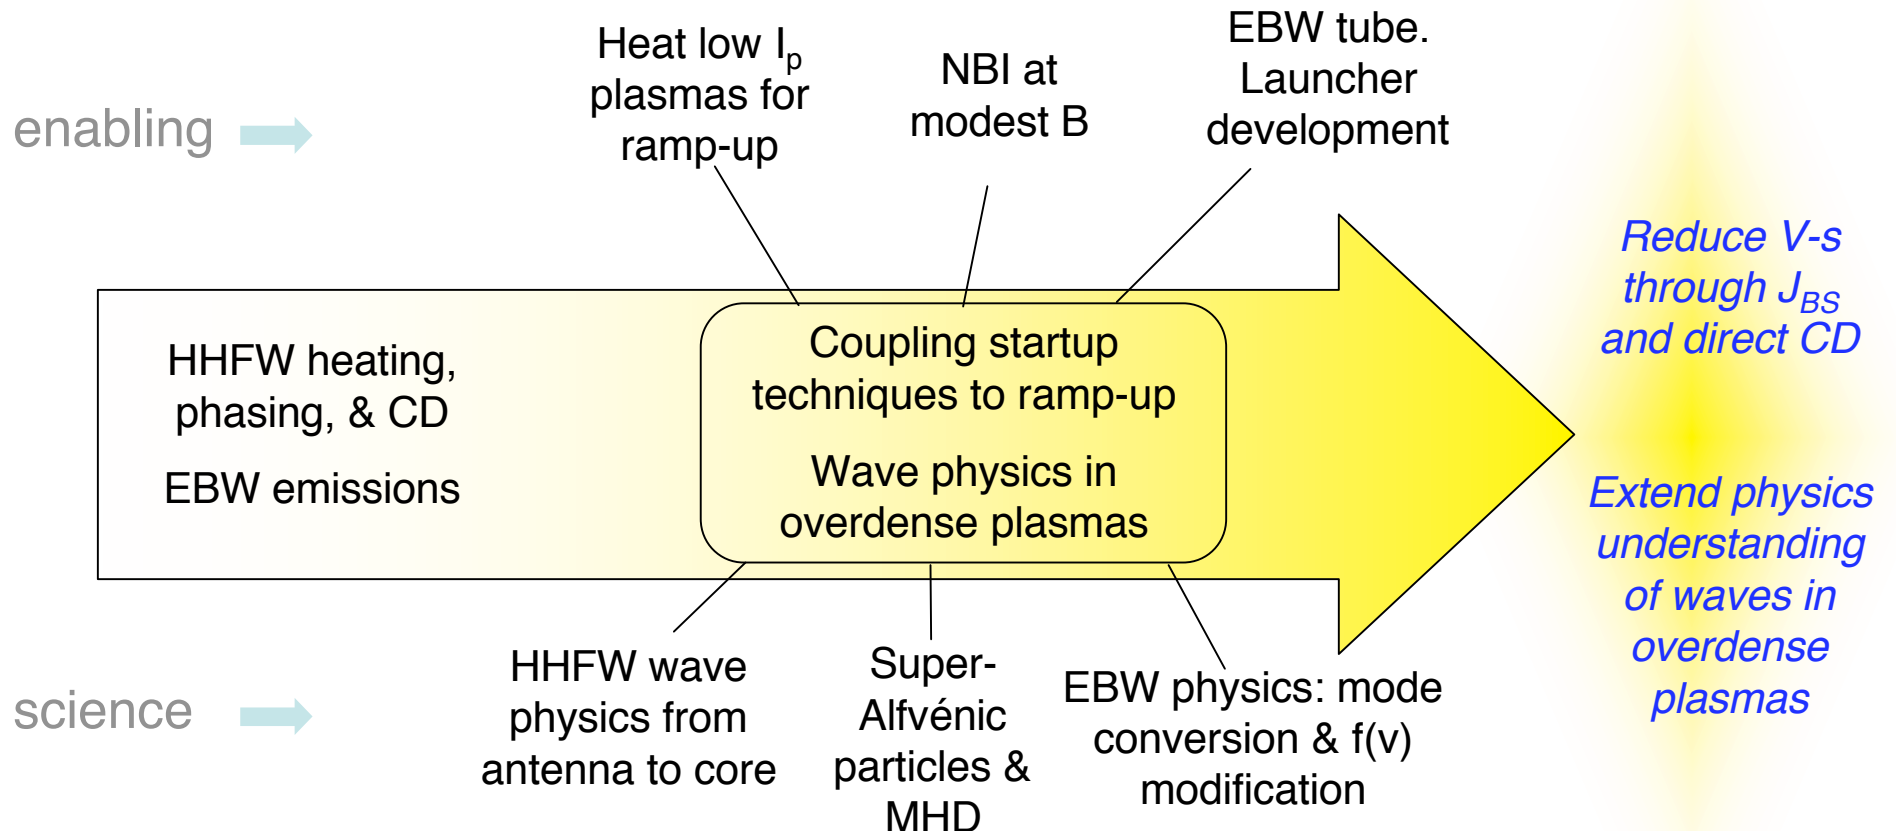 enabling
Heat low Ip
plasmas for
ramp-up
NBI at
modest B
EBW tube.
Launcher
development
HHFW heating,
phasing, & CD
EBW emissions
Coupling startup
techniques to ramp-up
Wave physics in
overdense plasmas
Reduce V-s
through JBS
and direct CD
Extend physics
understanding
of waves in
overdense
plasmas
science
HHFW wave
physics from
antenna to core
Super-
Alfvénic
particles &
MHD
EBW physics: mode
conversion & f(v)
modification